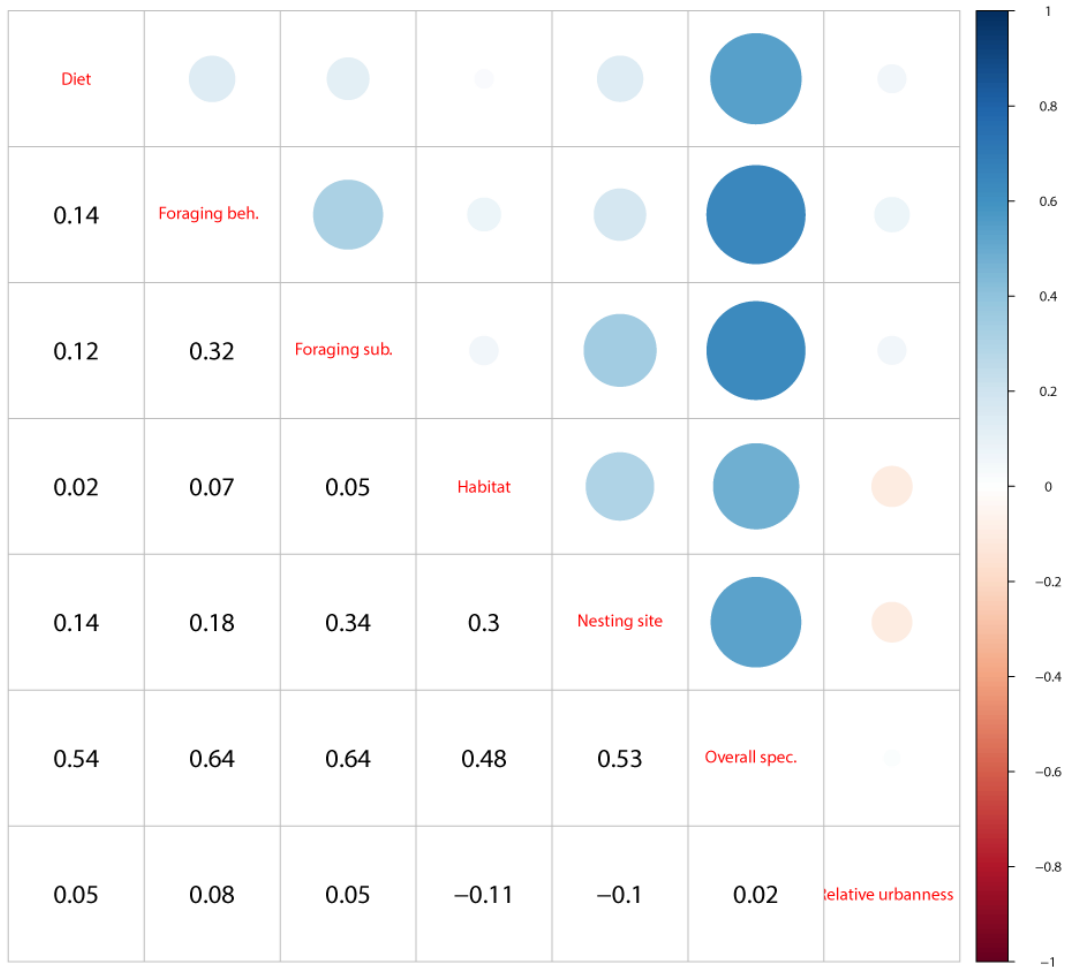 Diet
0.14 Foraging beh.
0.12 0.32 Foraging sub.
0.02 0.07 0.05 Habitat
0.14 0.18 0.34 0.3 Nesting site
0.54 0.64 0.64 0.48 0.53 Overall spec.
0.05 0.08 0.05 −0.11 −0.1 0.02 elative urbanness
1
0.8
0.6
0.4
0.2
0
−0.2
−0.4
−0.6
−0.8
−1